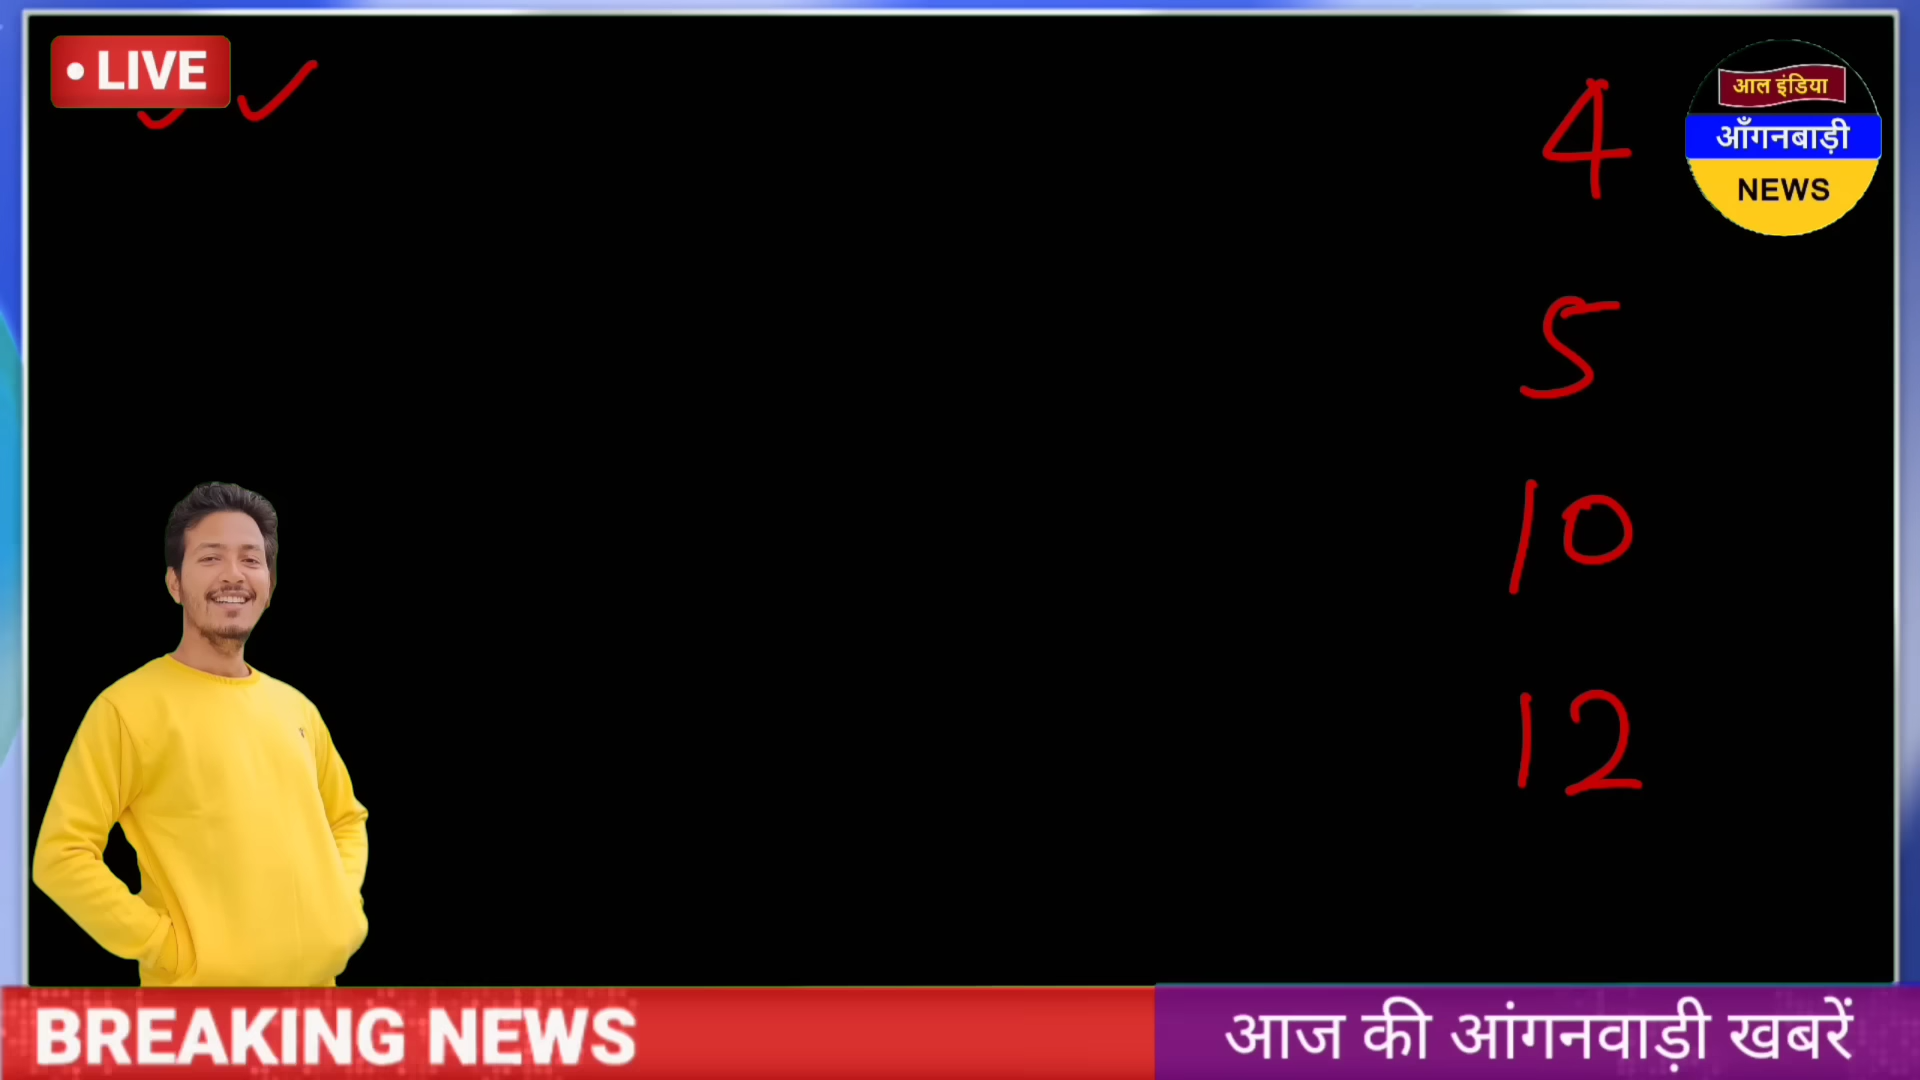 LIVE
4
आल इंडिया
आँगनबाड़ी
NEWS
5
10
12
BREAKING NEWS
आज की आंगनवाड़ी खबरें